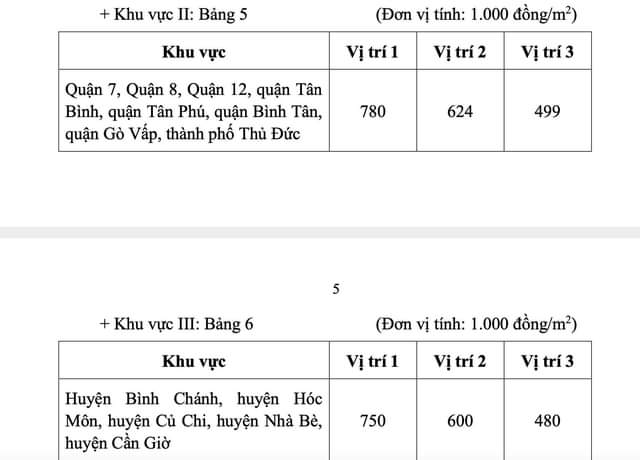 + Khu vực II: Bảng 5 (Đơn vị tính: 1.000 đồng/m²)
Khu vực Vị trí 1 Vị trí 2 Vị trí 3
Quận 7, Quận 8, Quận 12, quận Tân
Bình, quận Tân Phú, quận Bình Tân, 780 624 499
quận Gò Vấp, thành phố Thủ Đức
5
+ Khu vực III: Bảng 6 (Đơn vị tính: 1.000 đồng/m²)
Khu vực Vị trí 1 Vị trí 2 Vị trí 3
Huyện Bình Chánh, huyện Hóc
Môn, huyện Củ Chi, huyện Nhà Bè, 750 600 480
huyện Cần Giờ